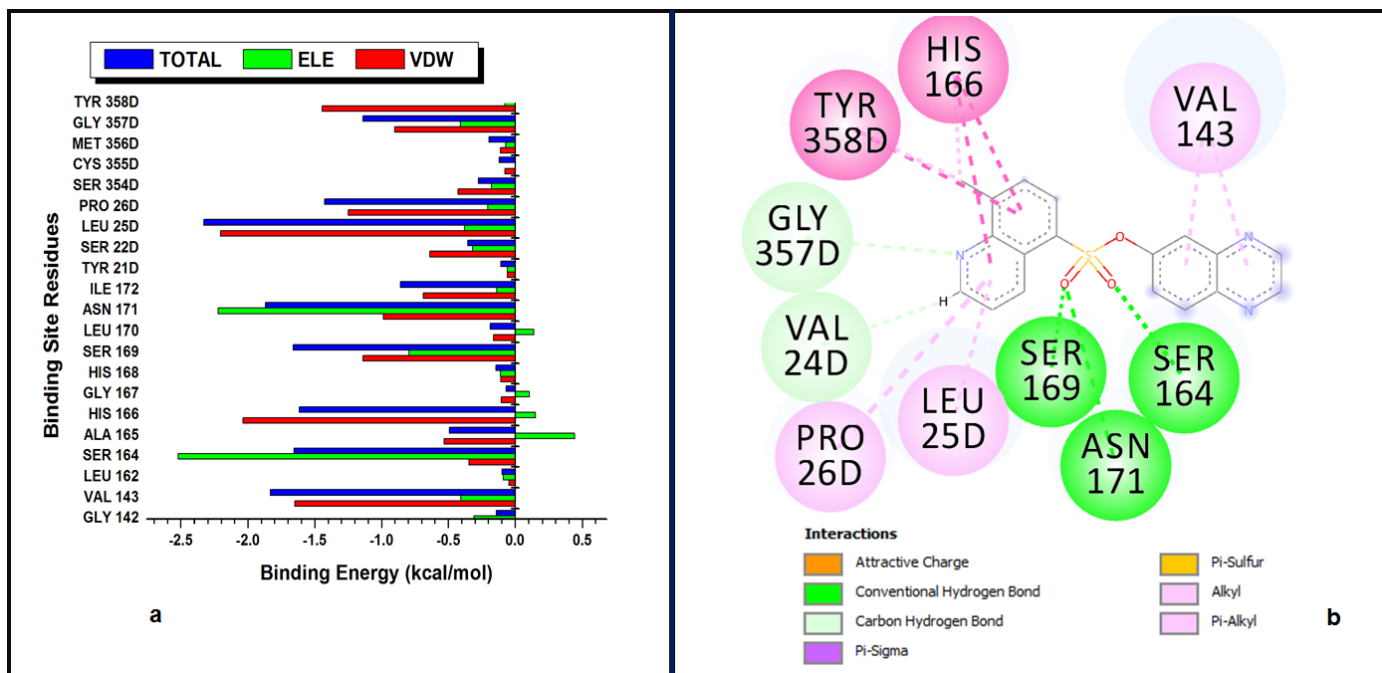 TOTAL ELE VDW
TYR 358D
GLY 357D
MET 356D
CYS 355D
SER 354D
PRO 26D
LEU 25D
SER 22D
TYR 21D
ILE 172
ASN 171
LEU 170
SER 169
HIS 168
GLY 167
HIS 166
ALA 165
SER 164
LEU 162
VAL 143
GLY 142
Binding Site Residues
-2.5 -2.0 -1.5 -1.0 -0.5 0.0 0.5
Binding Energy (kcal/mol)
a
HIS
166
TYR
358D
VAL
143
GLY
357D
VAL
24D
PRO
26D
LEU
25D
SER
169
SER
164
ASN
171
N
H
S
O
O
O
N
N
Interactions
Attractive Charge
Conventional Hydrogen Bond
Carbon Hydrogen Bond
Pi-Sigma
Pi-Sulfur
Alkyl
Pi-Alkyl
b